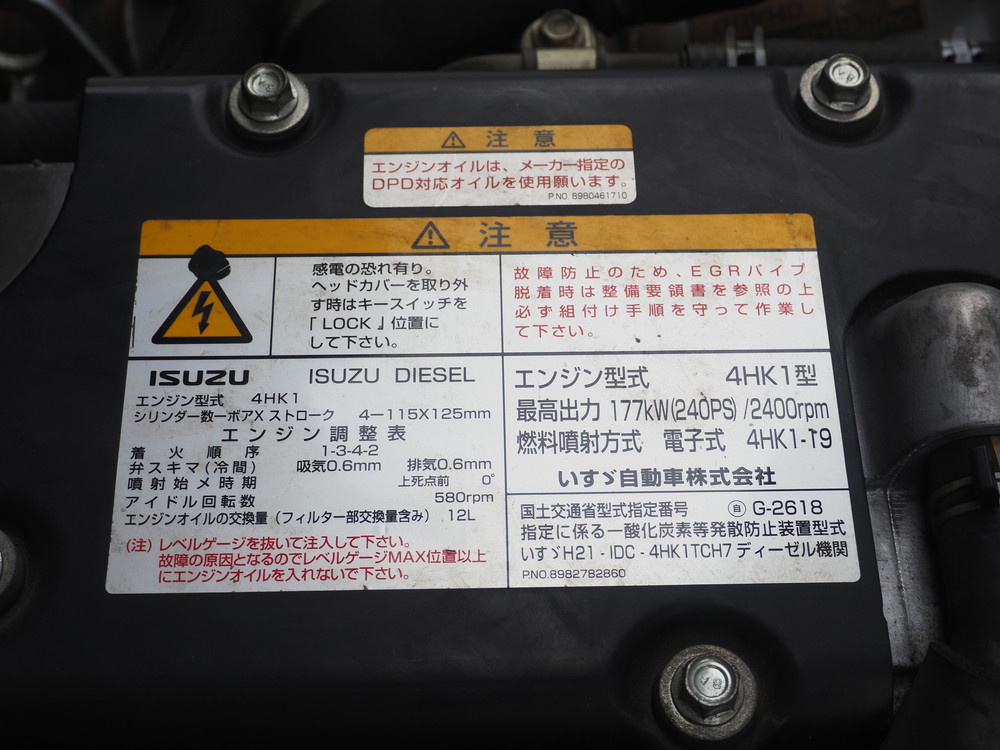 ⚠ 注意
エンジンオイルは、メーカー指定の
DPD対応オイルを使用願います。
P.NO. 8980461710
⚠ 注意
感電の恐れ有り。
ヘッドカバーを取り外
す時はキースイッチを
「LOCK」位置に
して下さい。
故障防止のため、EGRパイプ
脱着時は整備要領書を参照の上
必ず組付け手順を守って作業し
て下さい。
ISUZU ISUZU DIESEL
エンジン型式 4HK1
シリンダー数ーボアX ストローク 4ー115X125mm
エンジン調整表
着火順序 1-3-4-2
弁スキマ(冷間) 吸気0.6mm 排気0.6mm
噴射始メ時期 上死点前 0°
アイドル回転数 580rpm
エンジンオイルの交換量(フィルター部交換量含み) 12L
(注) レベルゲージを抜いて注入して下さい。
故障の原因となるのでレベルゲージMAX位置以上
にエンジンオイルを入れないで下さい。
エンジン型式 4HK1型
最高出力 177kW(240PS) /2400rpm
燃料噴射方式 電子式 4HK1-19
いすゞ自動車株式会社
国土交通省型式指定番号 ㊀自 G-2618
指定に係る一酸化炭素等発散防止装置型式
いすゞH21 - IDC - 4HK1TCH7 ディーゼル機関
P.NO.8982782860